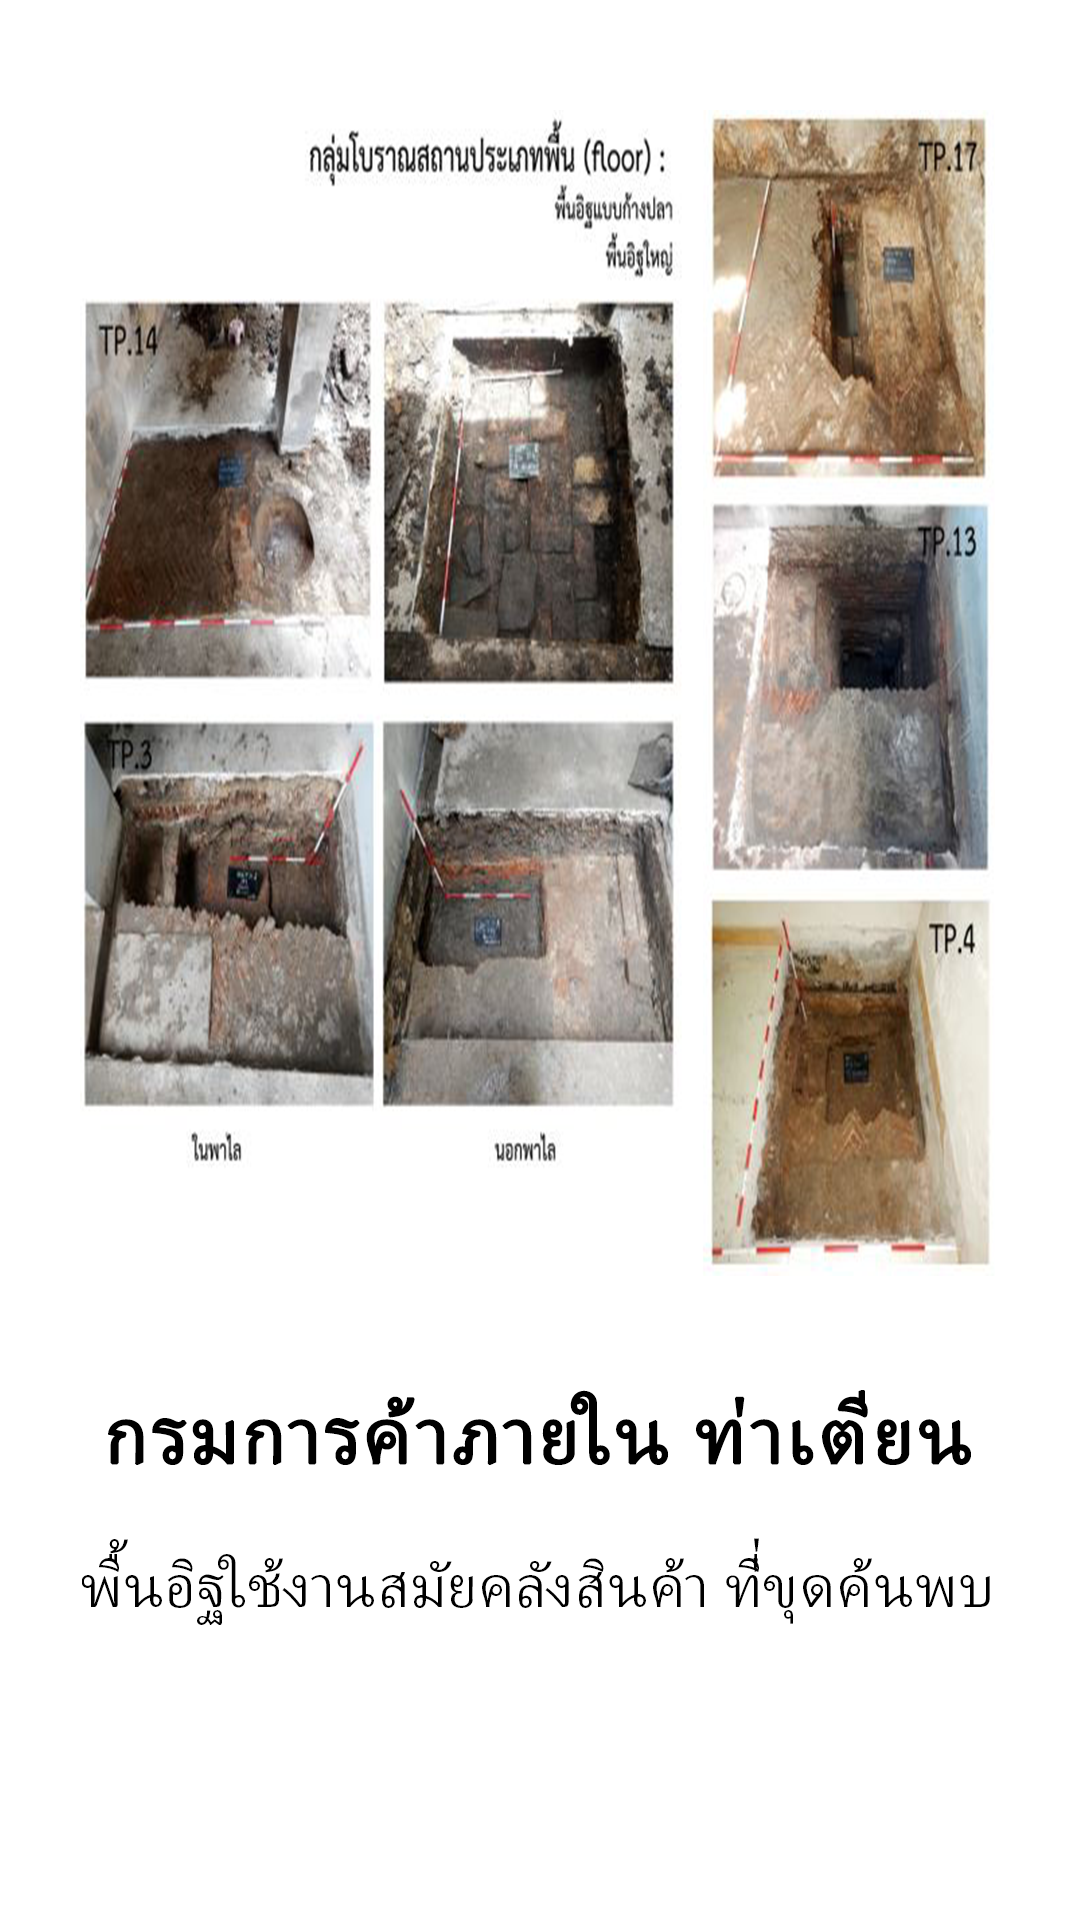 กลุ่มโบราณสถานประเภทพื้น (floor) :
พื้นอิฐแบบก้างปลา
พื้นอิฐใหญ่
TP.17
TP.14
TP.13
TP.3
TP.4
ในพาไล
นอกพาไล
กรมการค้าภายใน ท่าเตียน
พื้นอิฐใช้งานสมัยคลังสินค้า ที่ขุดค้นพบ